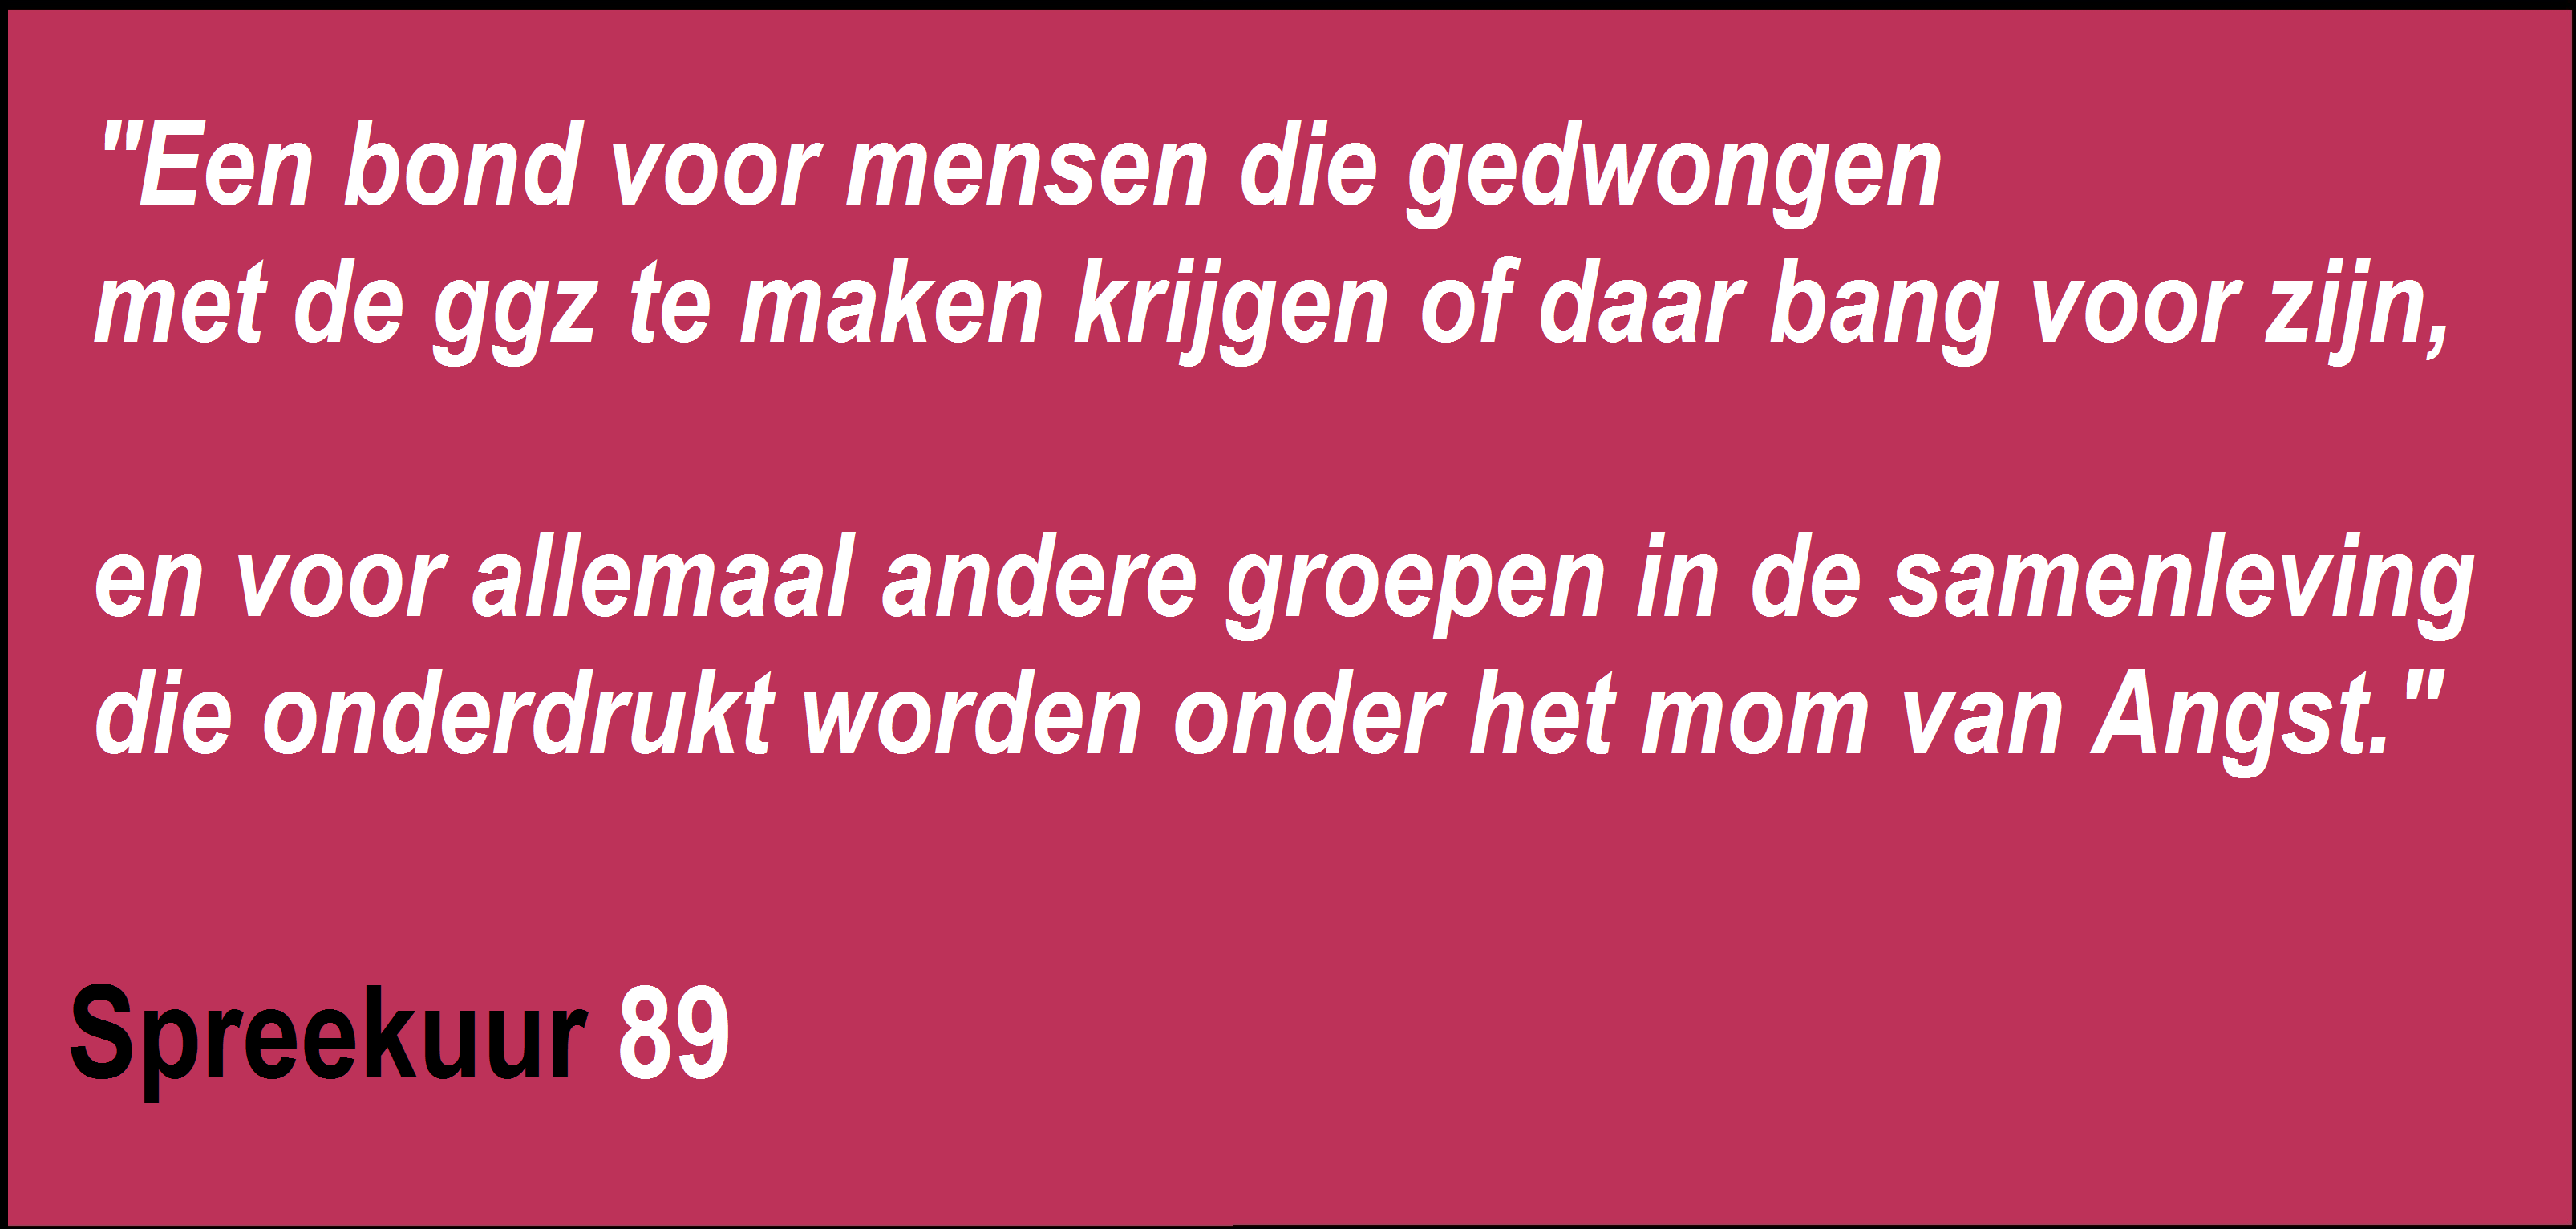 "Een bond voor mensen die gedwongen
met de ggz te maken krijgen of daar bang voor zijn,
en voor allemaal andere groepen in de samenleving
die onderdrukt worden onder het mom van Angst."
Spreekuur 89